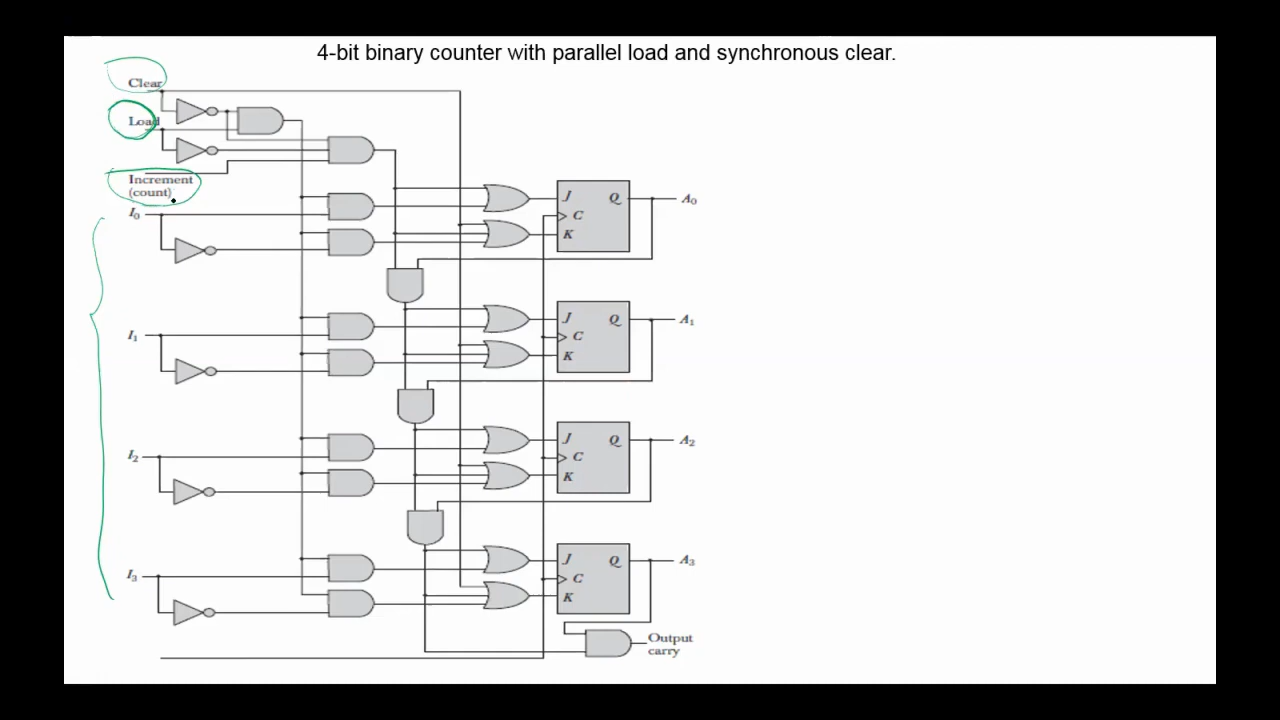 4-bit binary counter with parallel load and synchronous clear.
Clear
Load
Increment
(count)
I0
J Q A0
C
K
I1
J Q A1
C
K
I2
J Q A2
C
K
I3
J Q A3
C
K
Output
carry